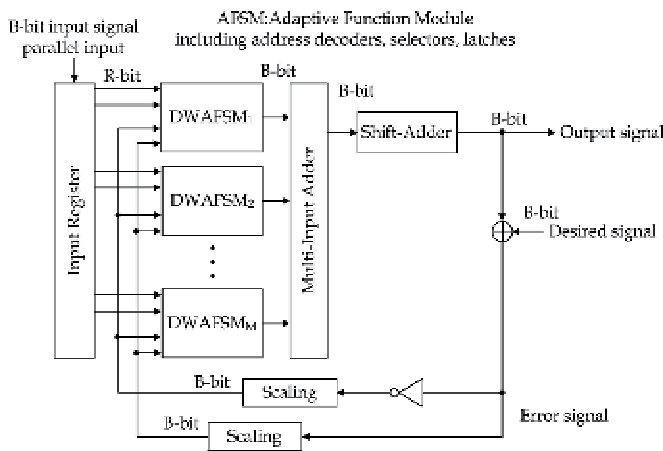 AFSM:Adaptive Function Module
including address decoders, selectors, latches
B-bit input signal
parallel input
R-bit
B-bit
B-bit
B-bit
Input Register
DWAFSM1
DWAFSM2
DWAFSMM
Multi-Input Adder
Shift-Adder
Output signal
B-bit
Desired signal
B-bit
Scaling
B-bit
Scaling
Error signal